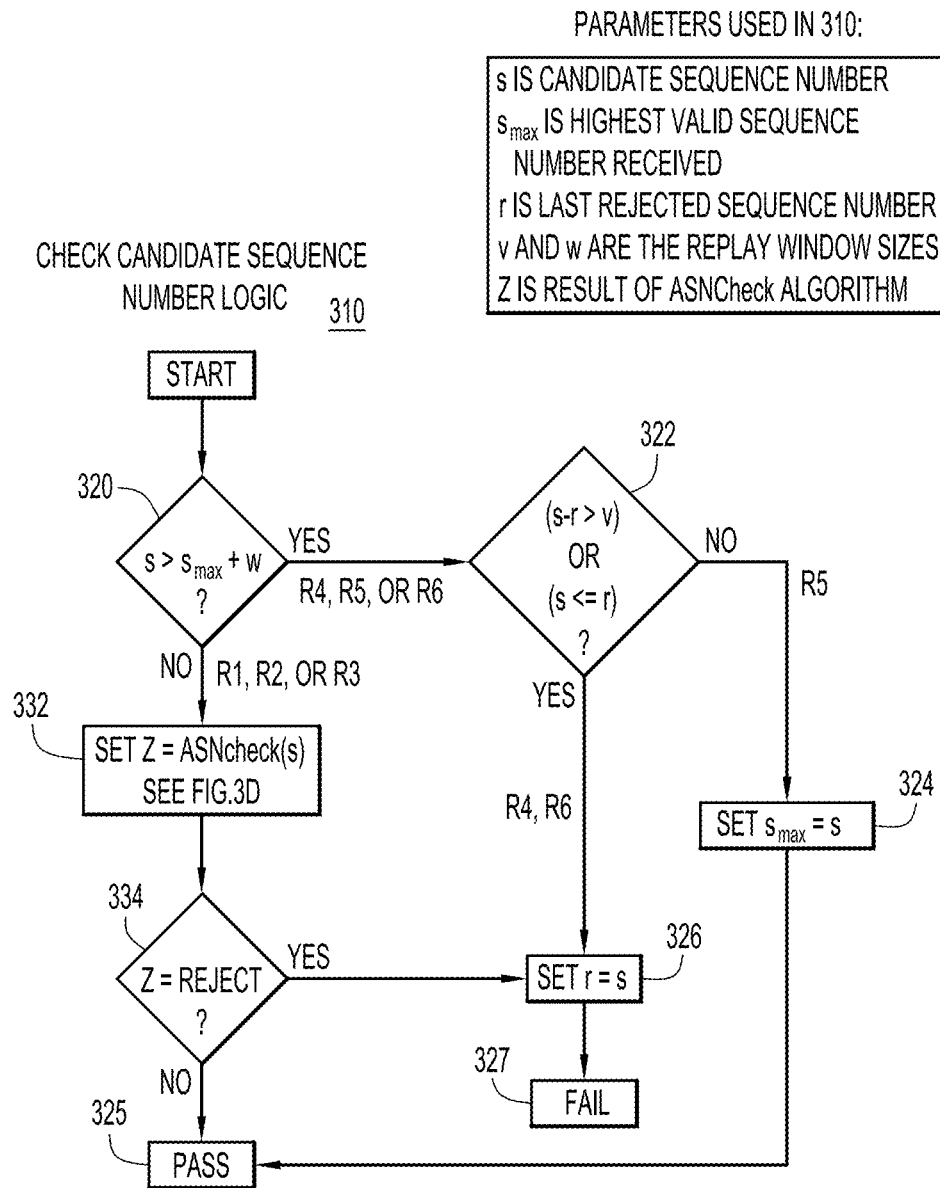 PARAMETERS USED IN 310:
s IS CANDIDATE SEQUENCE NUMBER
s_max IS HIGHEST VALID SEQUENCE
NUMBER RECEIVED
r IS LAST REJECTED SEQUENCE NUMBER
v AND w ARE THE REPLAY WINDOW SIZES
Z IS RESULT OF ASNCheck ALGORITHM
CHECK CANDIDATE SEQUENCE
NUMBER LOGIC
310
START
320
s > s_max + w
?
YES
R4, R5, OR R6
322
(s-r > v)
OR
(s <= r)
?
NO
R5
NO
R1, R2, OR R3
YES
R4, R6
332
SET Z = ASNcheck(s)
SEE FIG.3D
324
SET s_max = s
334
Z = REJECT
?
YES
326
SET r = s
327
FAIL
NO
325
PASS